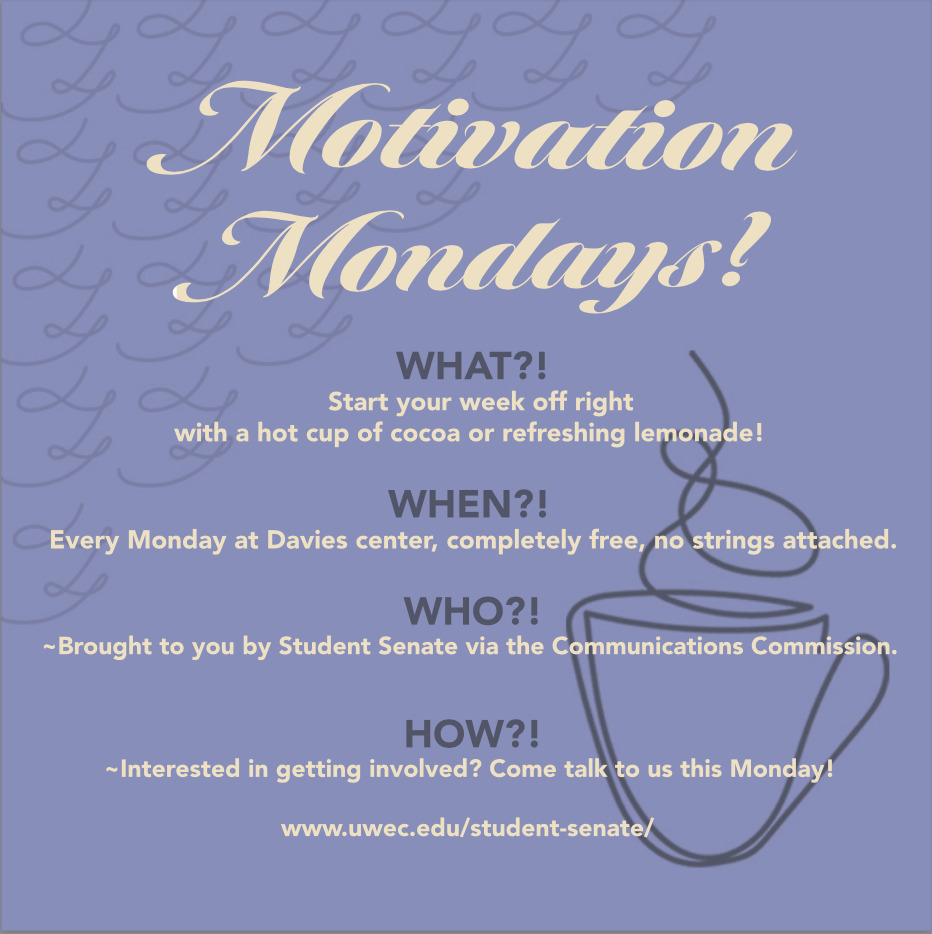 Motivation
Mondays!
WHAT?!
Start your week off right
with a hot cup of cocoa or refreshing lemonade!
WHEN?!
Every Monday at Davies center, completely free, no strings attached.
WHO?!
~Brought to you by Student Senate via the Communications Commission.
HOW?!
~Interested in getting involved? Come talk to us this Monday!
www.uwec.edu/student-senate/